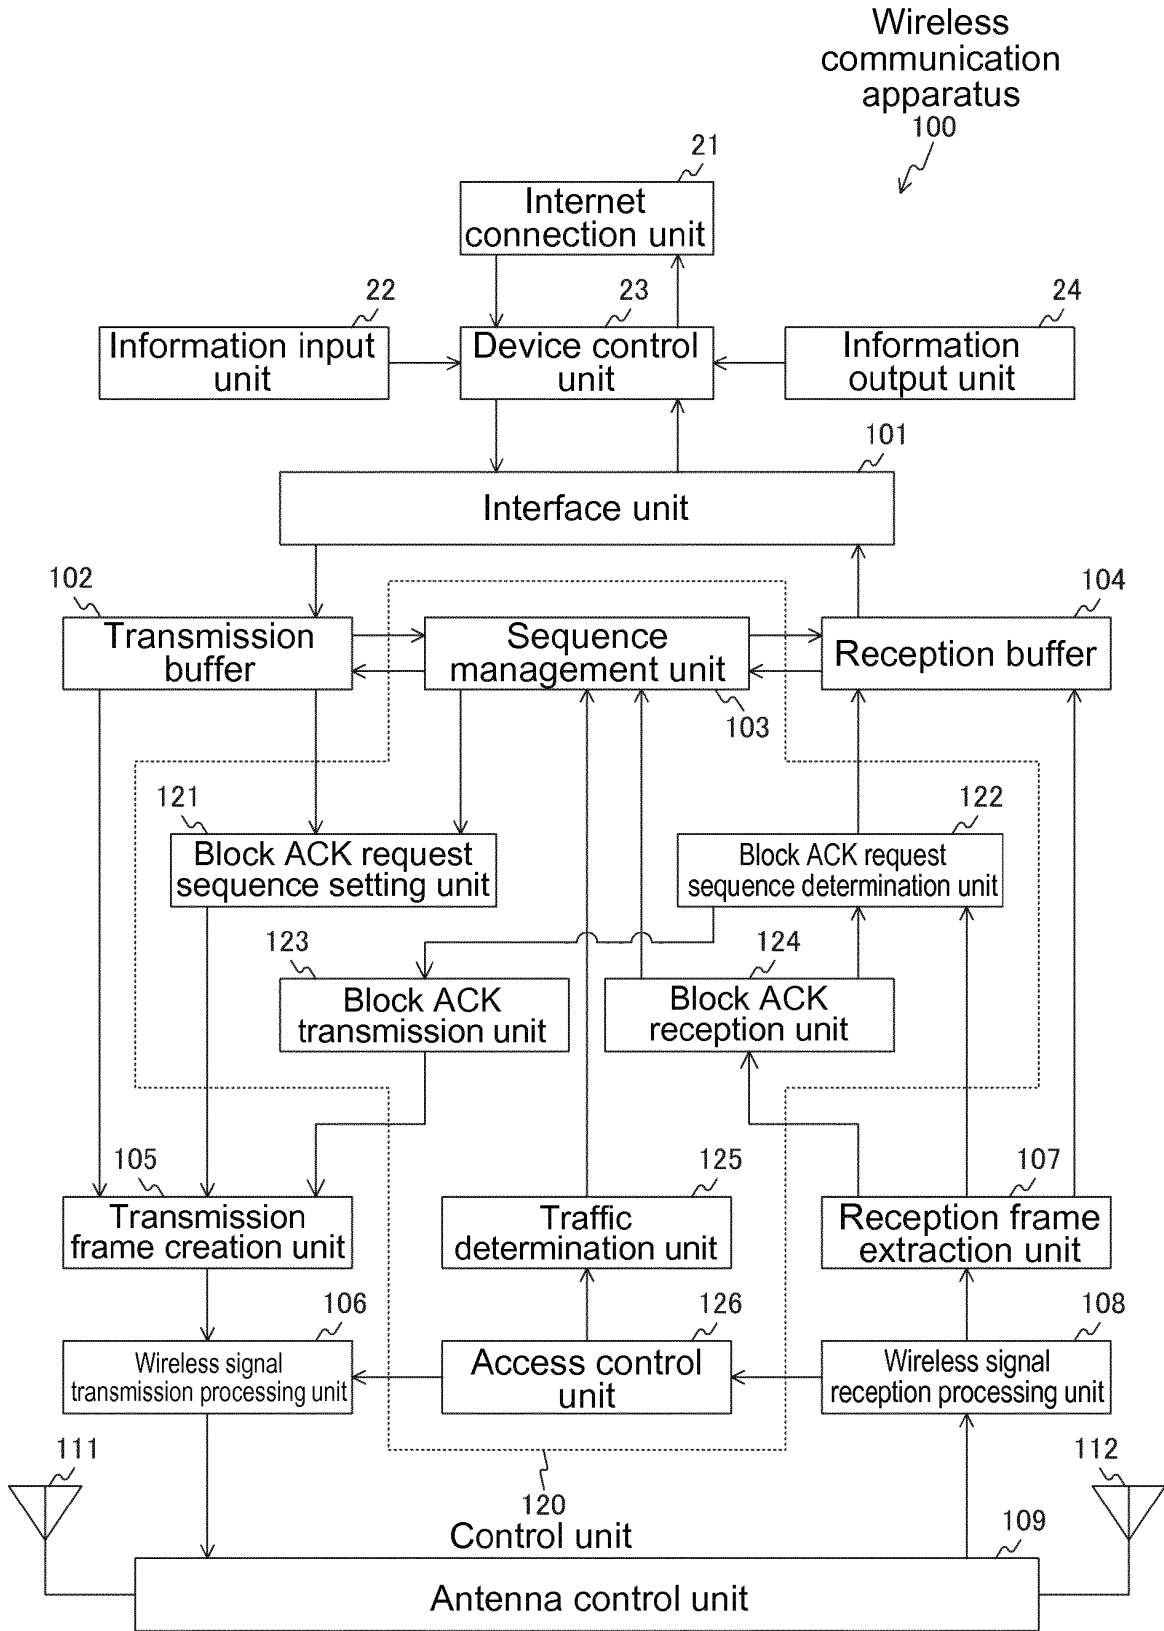 Wireless
communication
apparatus
100
21
Internet
connection unit
22
23
24
Information input
unit
Device control
unit
Information
output unit
101
Interface unit
102
104
Transmission
buffer
Sequence
management unit
Reception buffer
103
121
122
Block ACK request
sequence setting unit
Block ACK request
sequence determination unit
123
124
Block ACK
transmission unit
Block ACK
reception unit
105
125
107
Transmission
frame creation unit
Traffic
determination unit
Reception frame
extraction unit
106
126
108
Wireless signal
transmission processing unit
Access control
unit
Wireless signal
reception processing unit
111
112
120
Control unit
109
Antenna control unit